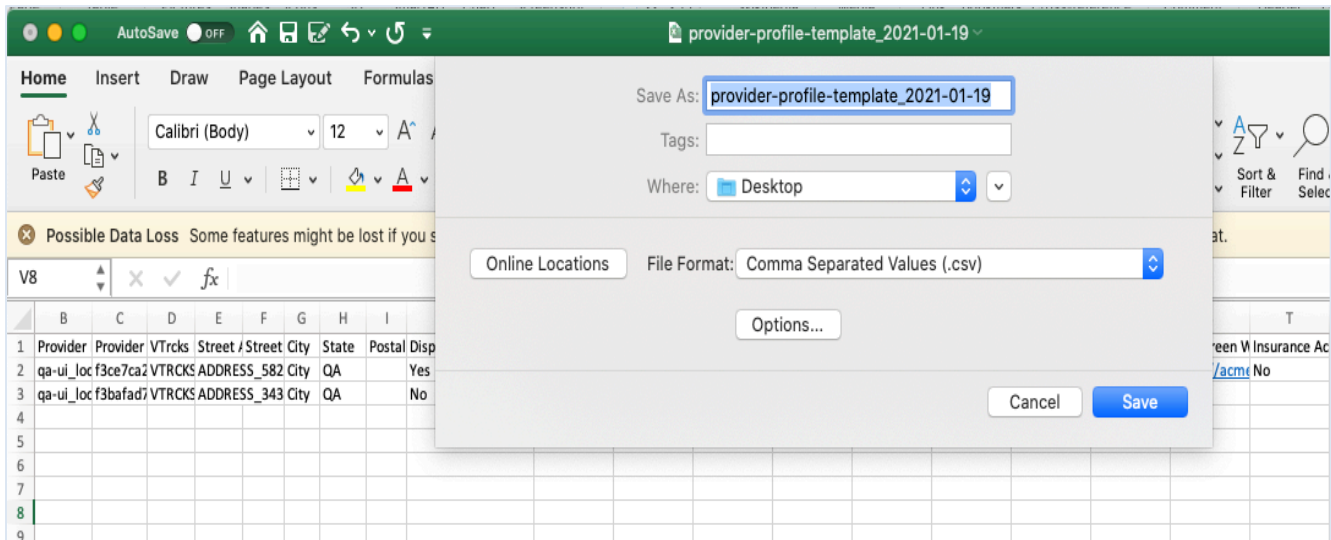 AutoSave OFF
provider-profile-template_2021-01-19
Home Insert Draw Page Layout Formulas
Save As: provider-profile-template_2021-01-19
Tags:
Where: Desktop
Paste
Calibri (Body) 12
B I U A
Sort & Filter
Find
Possible Data Loss Some features might be lost if you
Online Locations
File Format: Comma Separated Values (.csv)
Options...
Cancel Save
V8 fx
B C D E F G H I T
1 Provider Provider VTrcks Street Street City State Postal Disp Insurance Ac
2 qa-ui_loc f3ce7ca2 VTRCKS ADDRESS_582 City QA Yes /acme No
3 qa-ui_loc f3bafad7 VTRCKS ADDRESS_343 City QA No
4
5
6
7
8
9